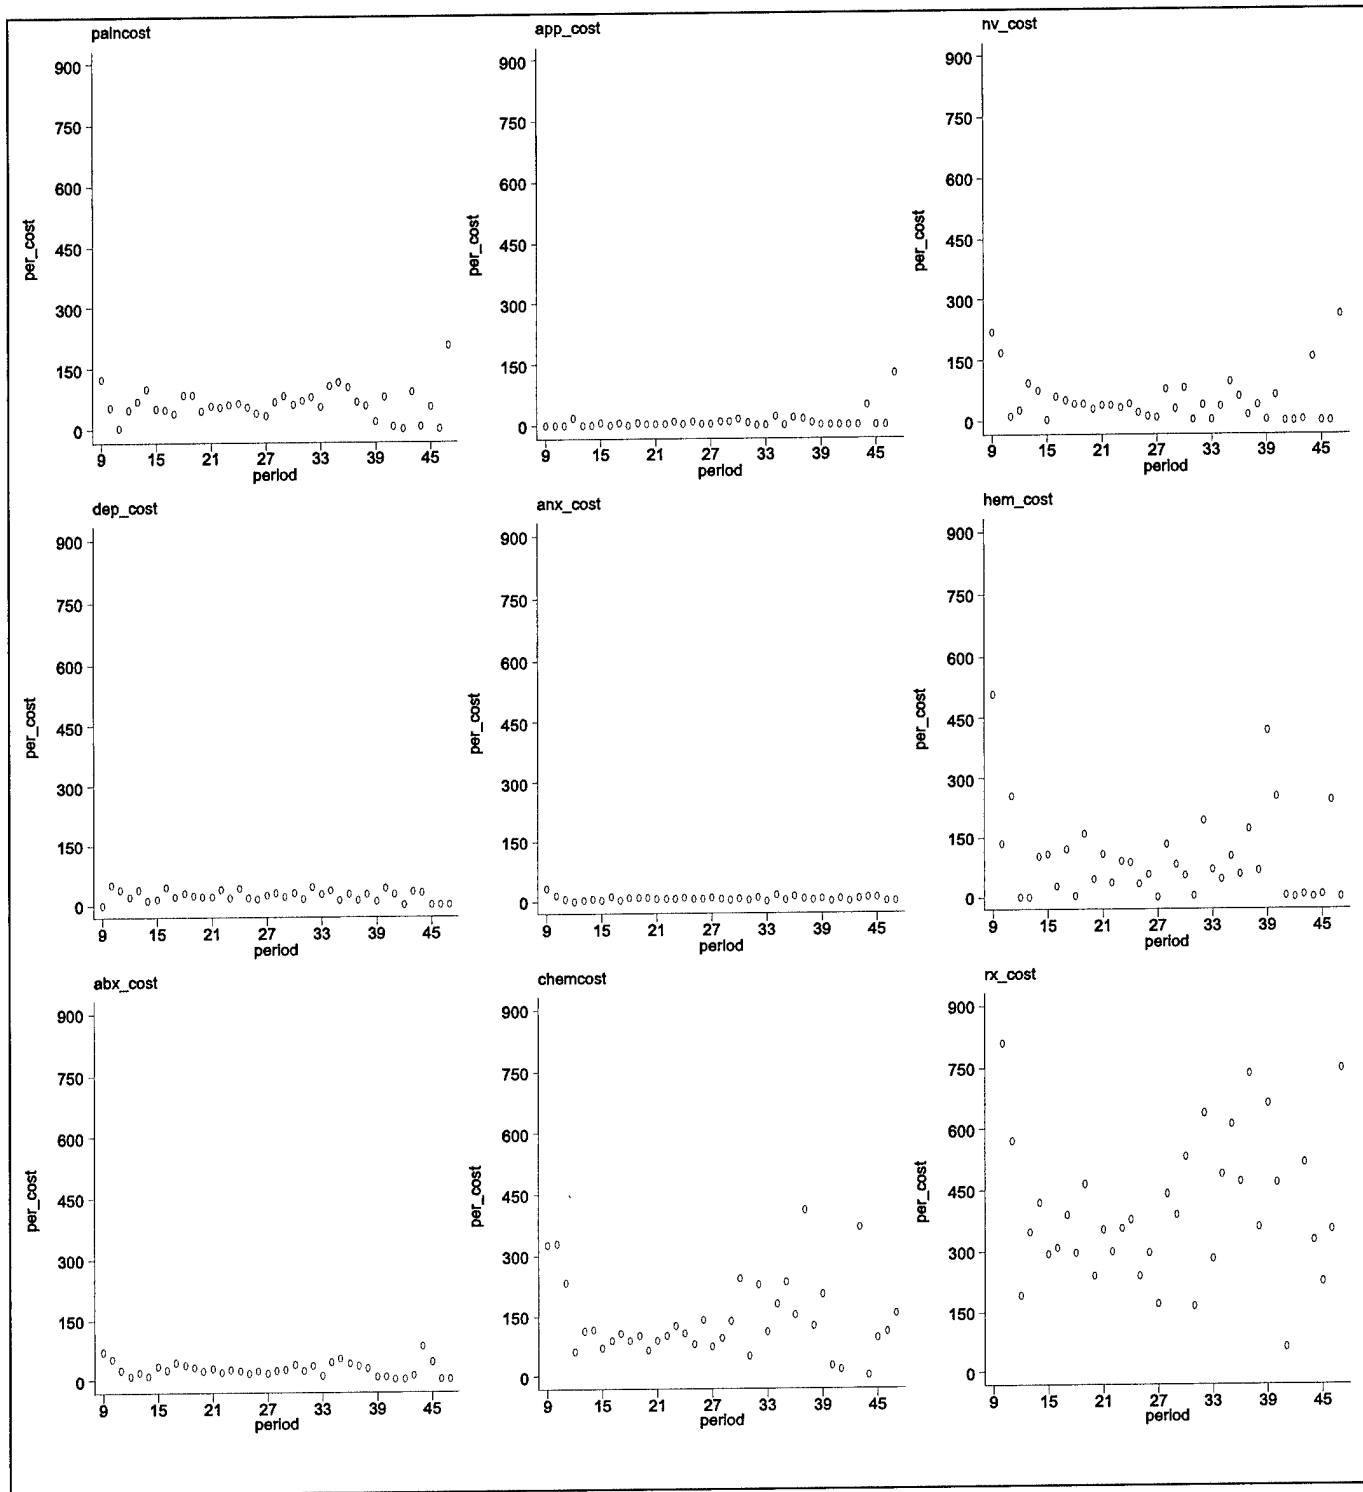 paincost
900
750
600
450
300
150
0
per_cost
9 15 21 27 33 39 45
period
app_cost
900
750
600
450
300
150
0
per_cost
9 15 21 27 33 39 45
period
nv_cost
900
750
600
450
300
150
0
per_cost
9 15 21 27 33 39 45
period
dep_cost
900
750
600
450
300
150
0
per_cost
9 15 21 27 33 39 45
period
anx_cost
900
750
600
450
300
150
0
per_cost
9 15 21 27 33 39 45
period
hem_cost
900
750
600
450
300
150
0
per_cost
9 15 21 27 33 39 45
period
abx_cost
900
750
600
450
300
150
0
per_cost
9 15 21 27 33 39 45
period
chemcost
900
750
600
450
300
150
0
per_cost
9 15 21 27 33 39 45
period
rx_cost
900
750
600
450
300
150
0
per_cost
9 15 21 27 33 39 45
period